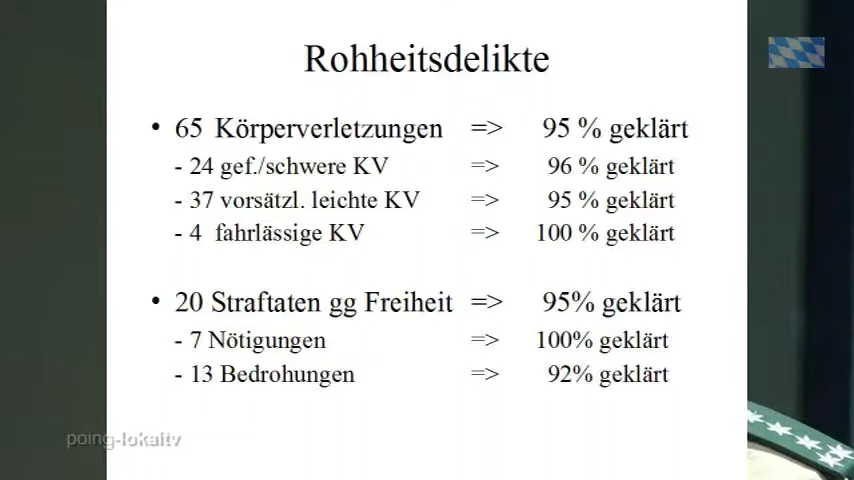 Rohheitsdelikte
• 65 Körperverletzungen => 95 % geklärt
- 24 gef./schwere KV => 96 % geklärt
- 37 vorsätzl. leichte KV => 95 % geklärt
- 4 fahrlässige KV => 100 % geklärt
• 20 Straftaten gg Freiheit => 95% geklärt
- 7 Nötigungen => 100% geklärt
- 13 Bedrohungen => 92% geklärt
poing-lokaltv